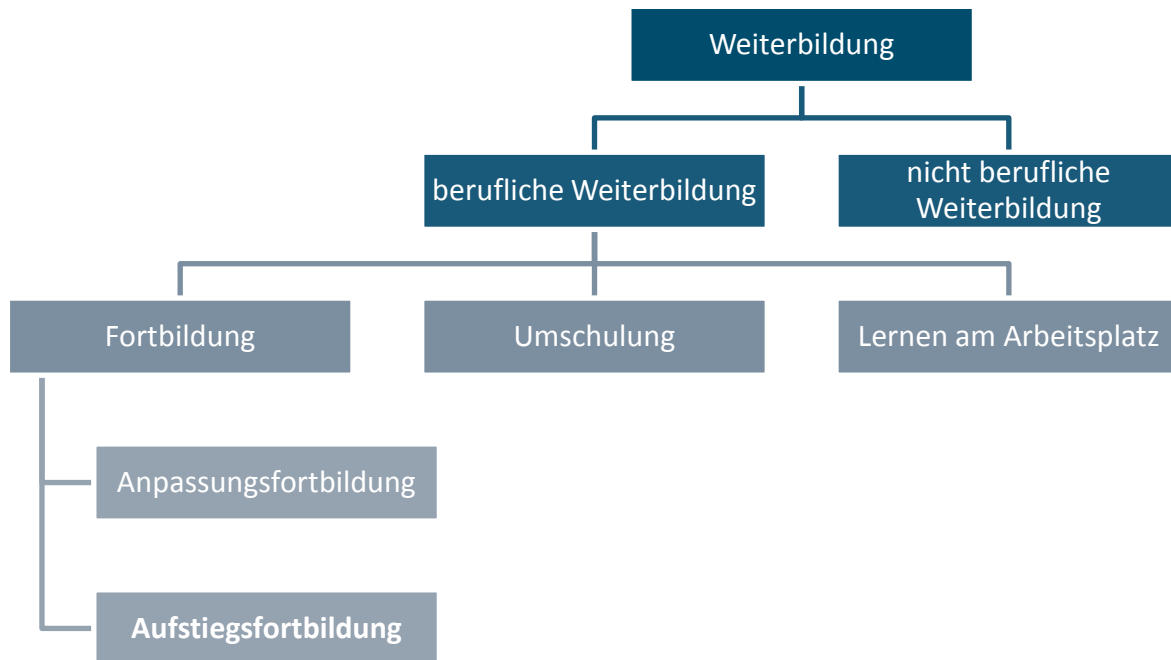 Weiterbildung
berufliche Weiterbildung
nicht berufliche
Weiterbildung
Fortbildung
Umschulung
Lernen am Arbeitsplatz
Anpassungsfortbildung
Aufstiegsfortbildung